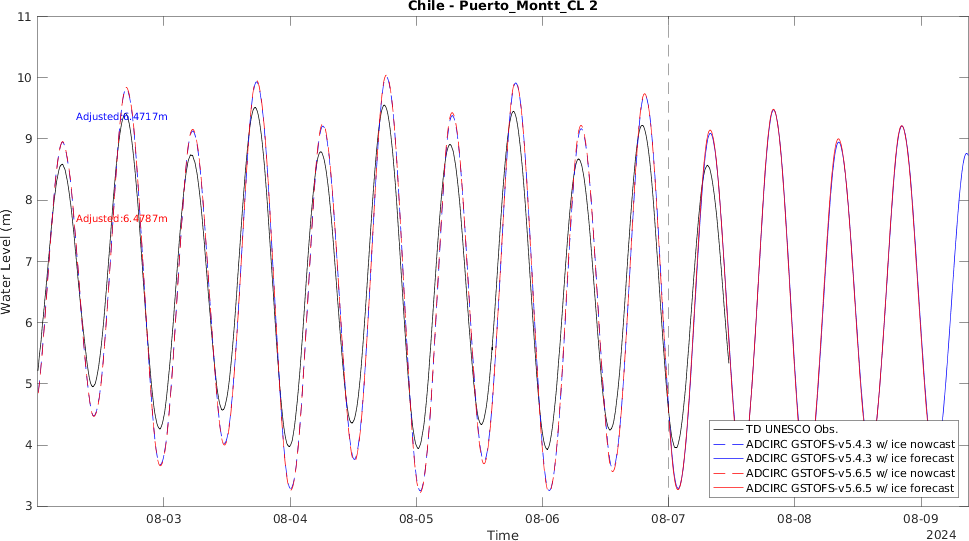 Chile - Puerto_Montt_CL 2
11
10
9
8
7
6
5
4
3
Water Level (m)
Adjusted:6.4717m
Adjusted:6.4787m
TD UNESCO Obs.
ADCIRC GSTOFS-v5.4.3 w/ ice nowcast
ADCIRC GSTOFS-v5.4.3 w/ ice forecast
ADCIRC GSTOFS-v5.6.5 w/ ice nowcast
ADCIRC GSTOFS-v5.6.5 w/ ice forecast
08-03
08-04
08-05
08-06
08-07
08-08
08-09
Time
2024